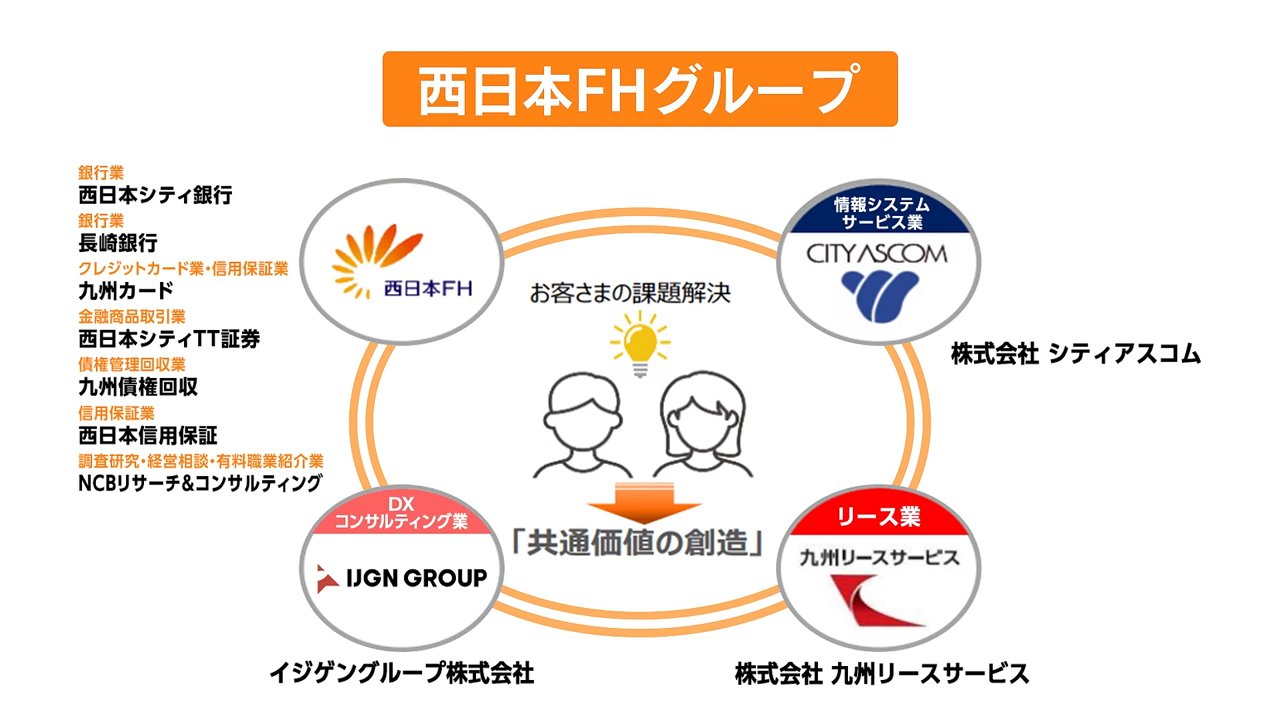 西日本FHグループ
銀行業
西日本シティ銀行
銀行業
長崎銀行
クレジットカード業・信用保証業
九州カード
金融商品取引業
西日本シティTT証券
債権管理回収業
九州債権回収
信用保証業
西日本信用保証
調査研究・経営相談・有料職業紹介業
NCBリサーチ&コンサルティング
西日本FH
情報システム
サービス業
CITY ASCOM
株式会社 シティアスコム
お客さまの課題解決
「共通価値の創造」
DX
コンサルティング業
IJGN GROUP
イジゲングループ株式会社
リース業
九州リースサービス
株式会社 九州リースサービス